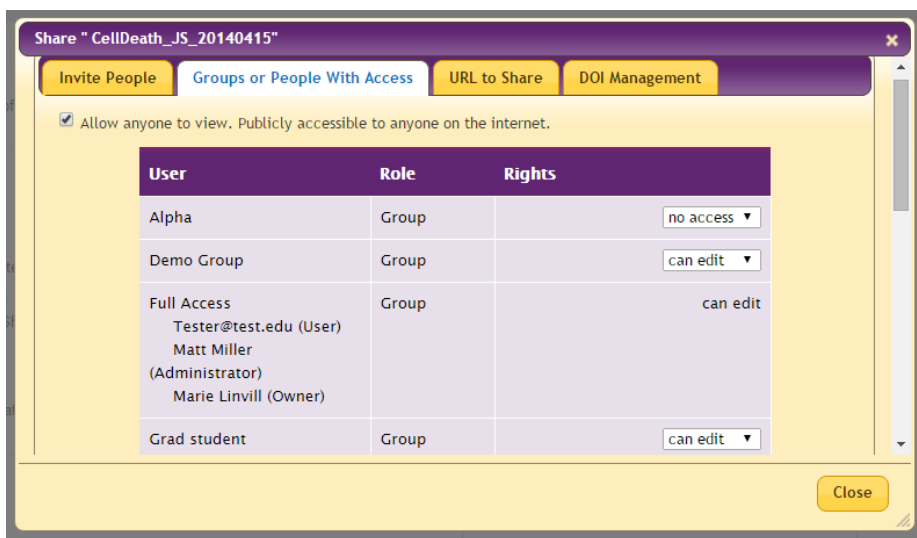 Share " CellDeath_JS_20140415"
Invite People
Groups or People With Access
URL to Share
DOI Management
Allow anyone to view. Publicly accessible to anyone on the internet.
User Role Rights
Alpha Group no access
Demo Group Group can edit
Full Access Group can edit
Tester@test.edu (User)
Matt Miller
(Administrator)
Marie Linvill (Owner)
Grad student Group can edit
Close